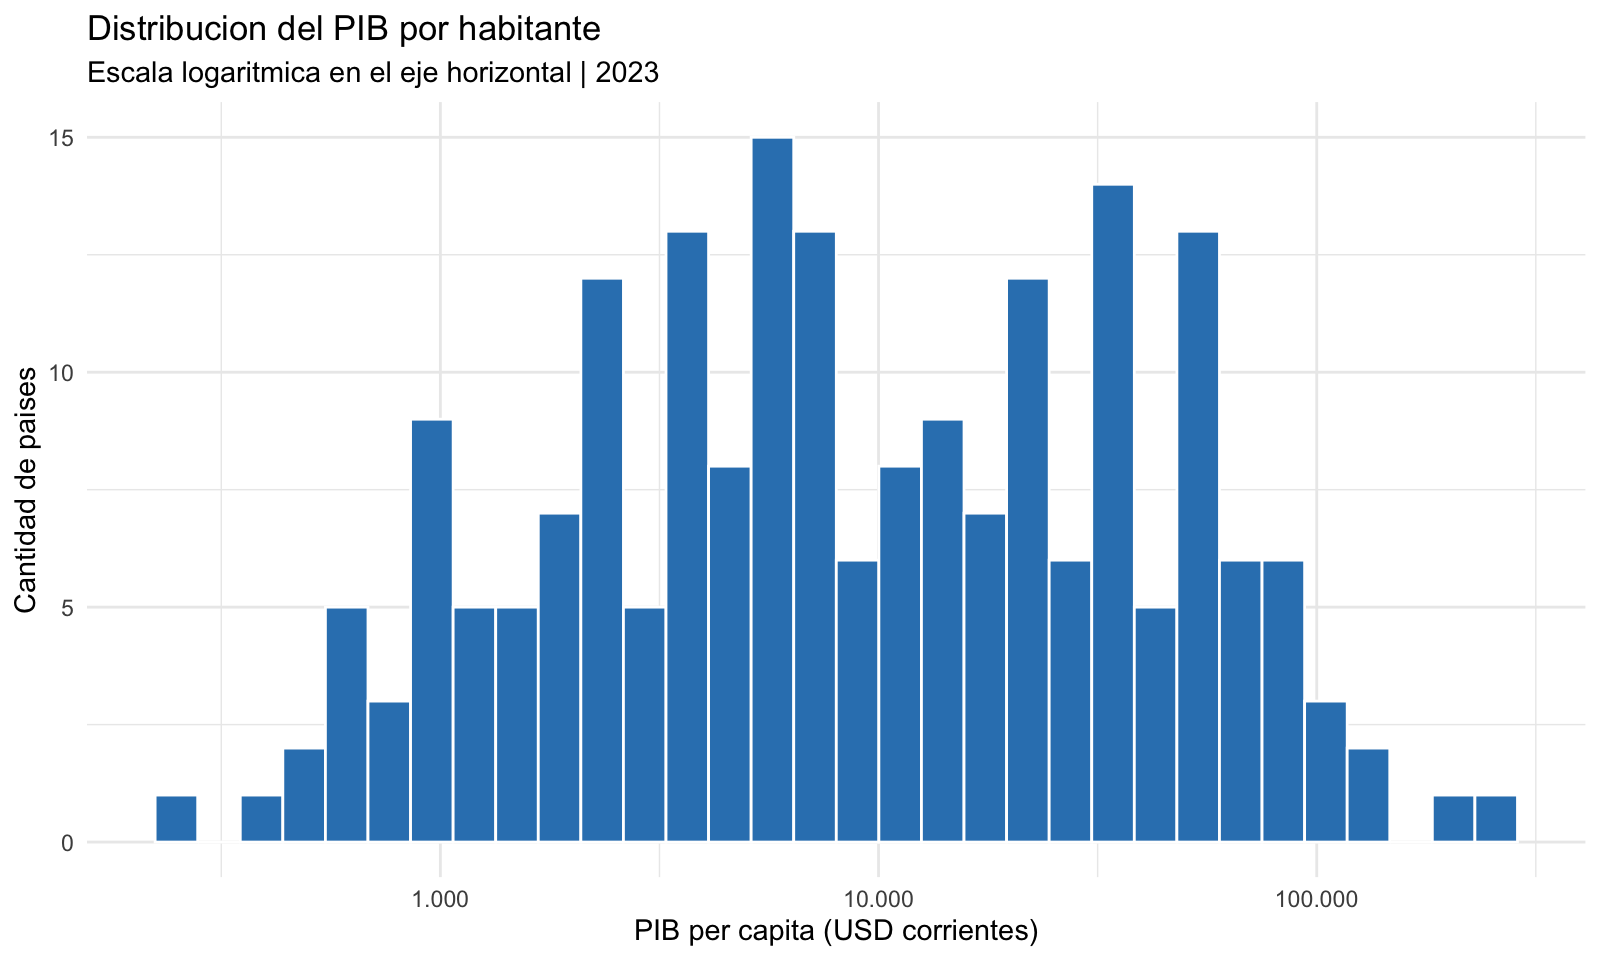 Distribucion del PIB por habitante
Escala logaritmica en el eje horizontal | 2023
15
10
5
0
Cantidad de paises
1.000
10.000
100.000
PIB per capita (USD corrientes)